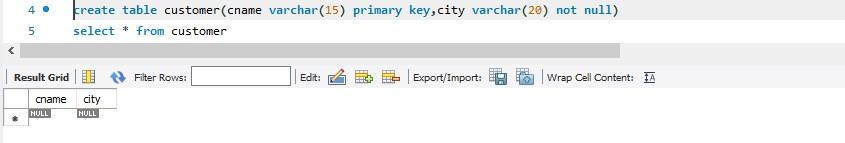 4 create table customer(cname varchar(15) primary key,city varchar(20) not null)
5 select * from customer
Result Grid Filter Rows: Edit: Export/Import: Wrap Cell Content: IA
cname city
* NULL NULL